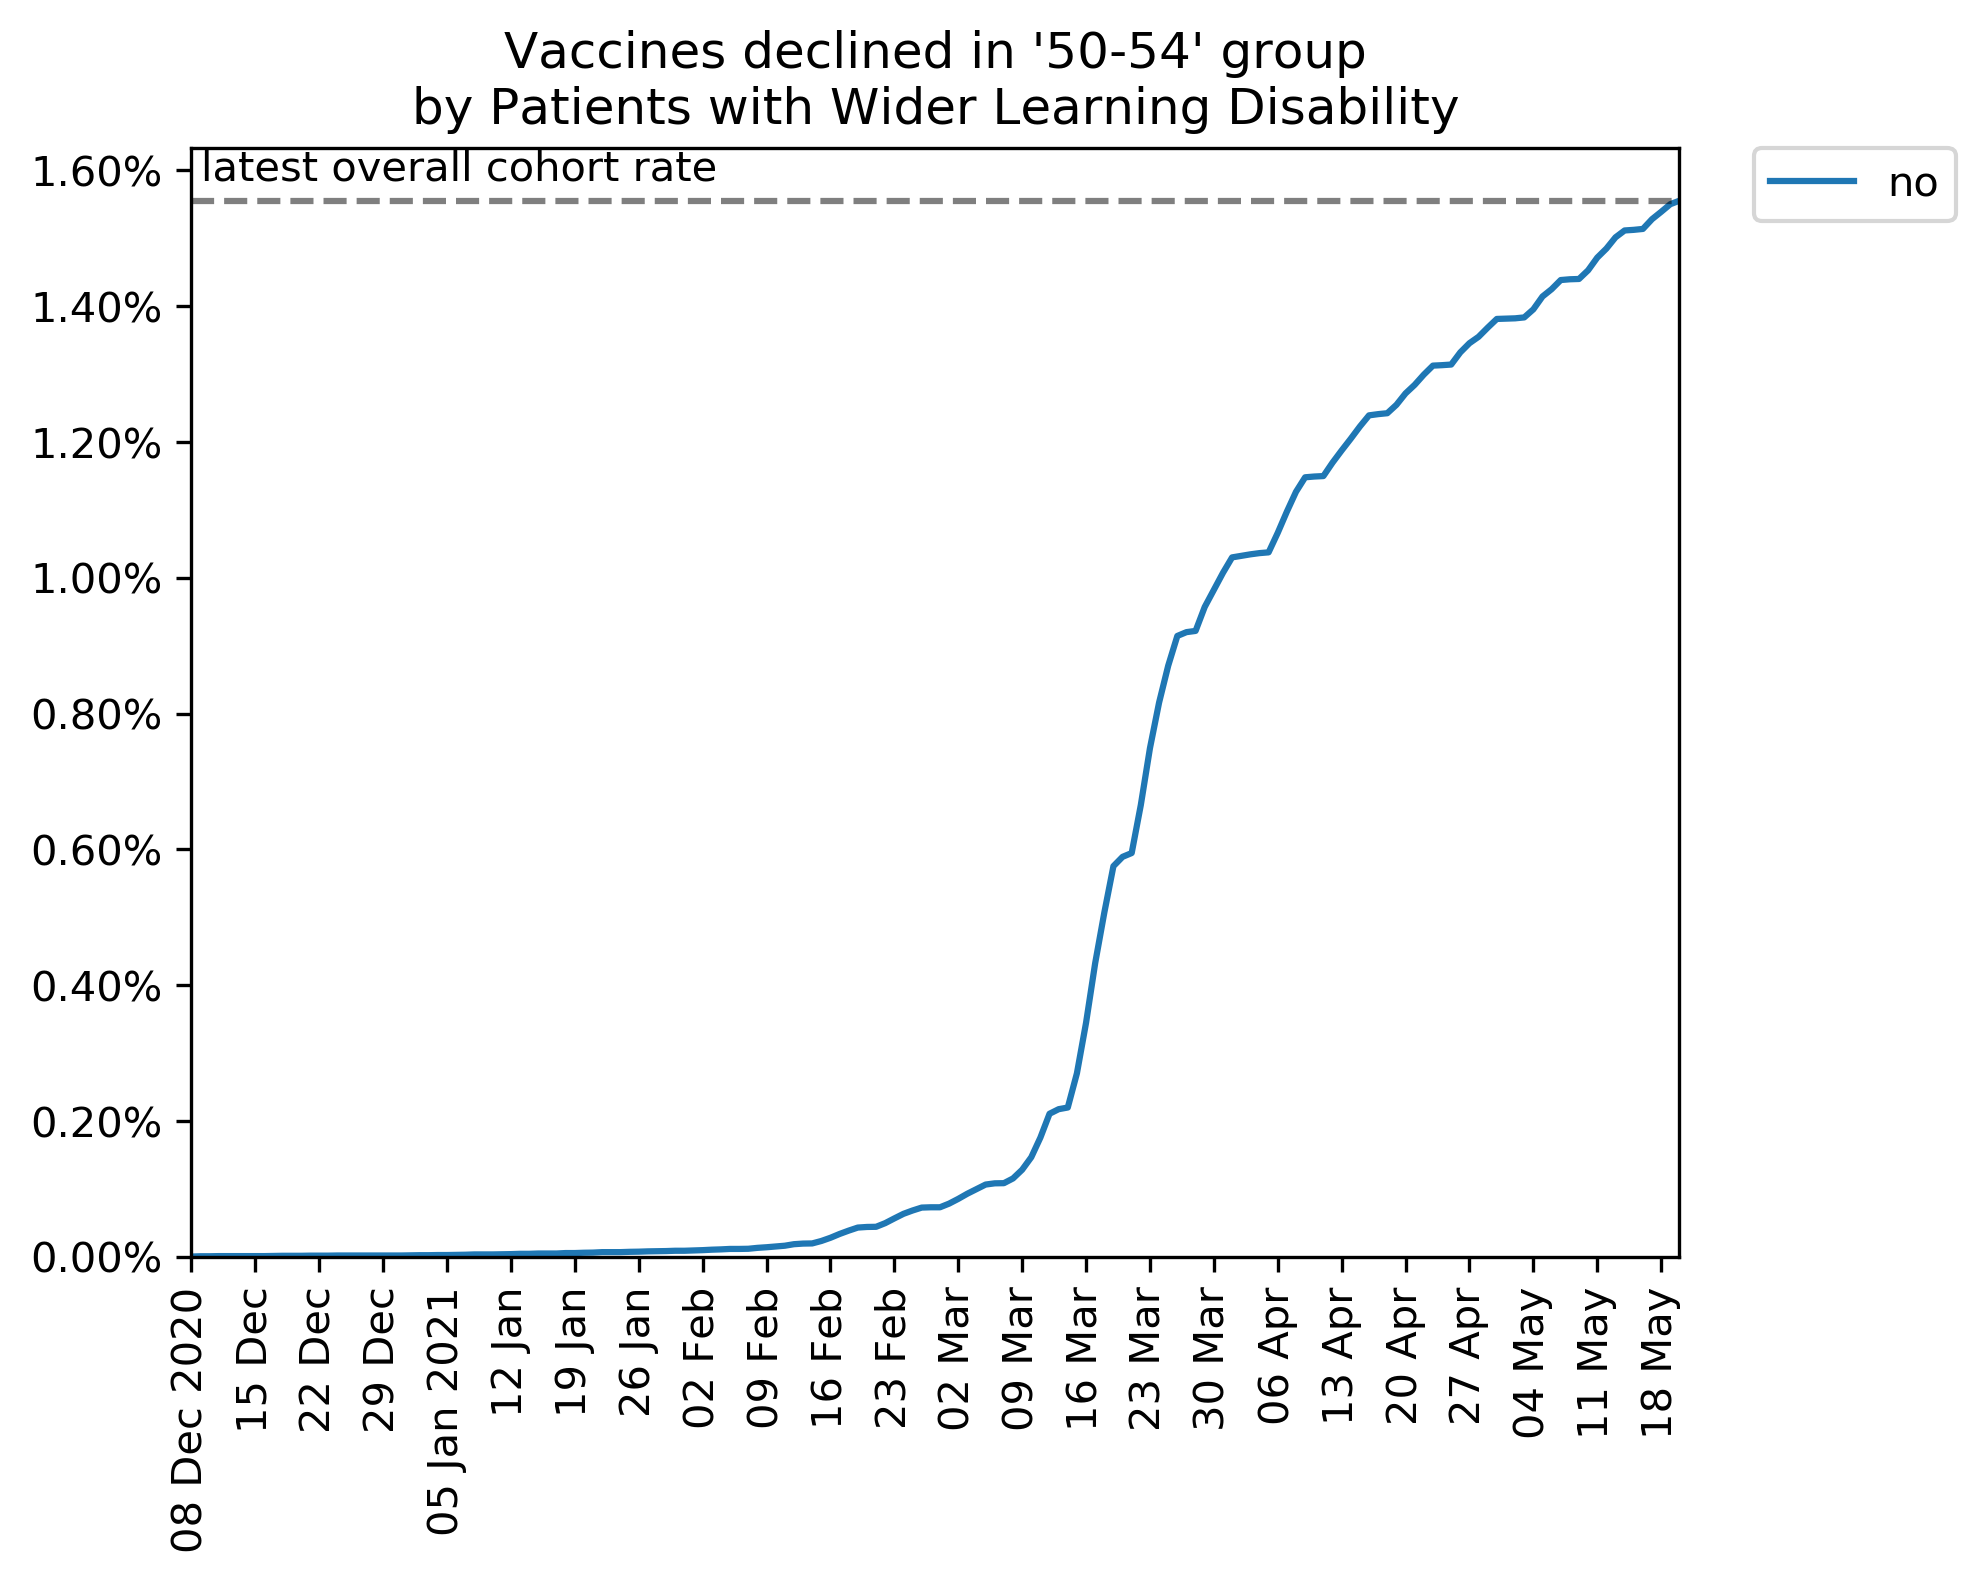 Vaccines declined in '50-54' group
by Patients with Wider Learning Disability
latest overall cohort rate
no
1.60%
1.40%
1.20%
1.00%
0.80%
0.60%
0.40%
0.20%
0.00%
08 Dec 2020
15 Dec
22 Dec
29 Dec
05 Jan 2021
12 Jan
19 Jan
26 Jan
02 Feb
09 Feb
16 Feb
23 Feb
02 Mar
09 Mar
16 Mar
23 Mar
30 Mar
06 Apr
13 Apr
20 Apr
27 Apr
04 May
11 May
18 May